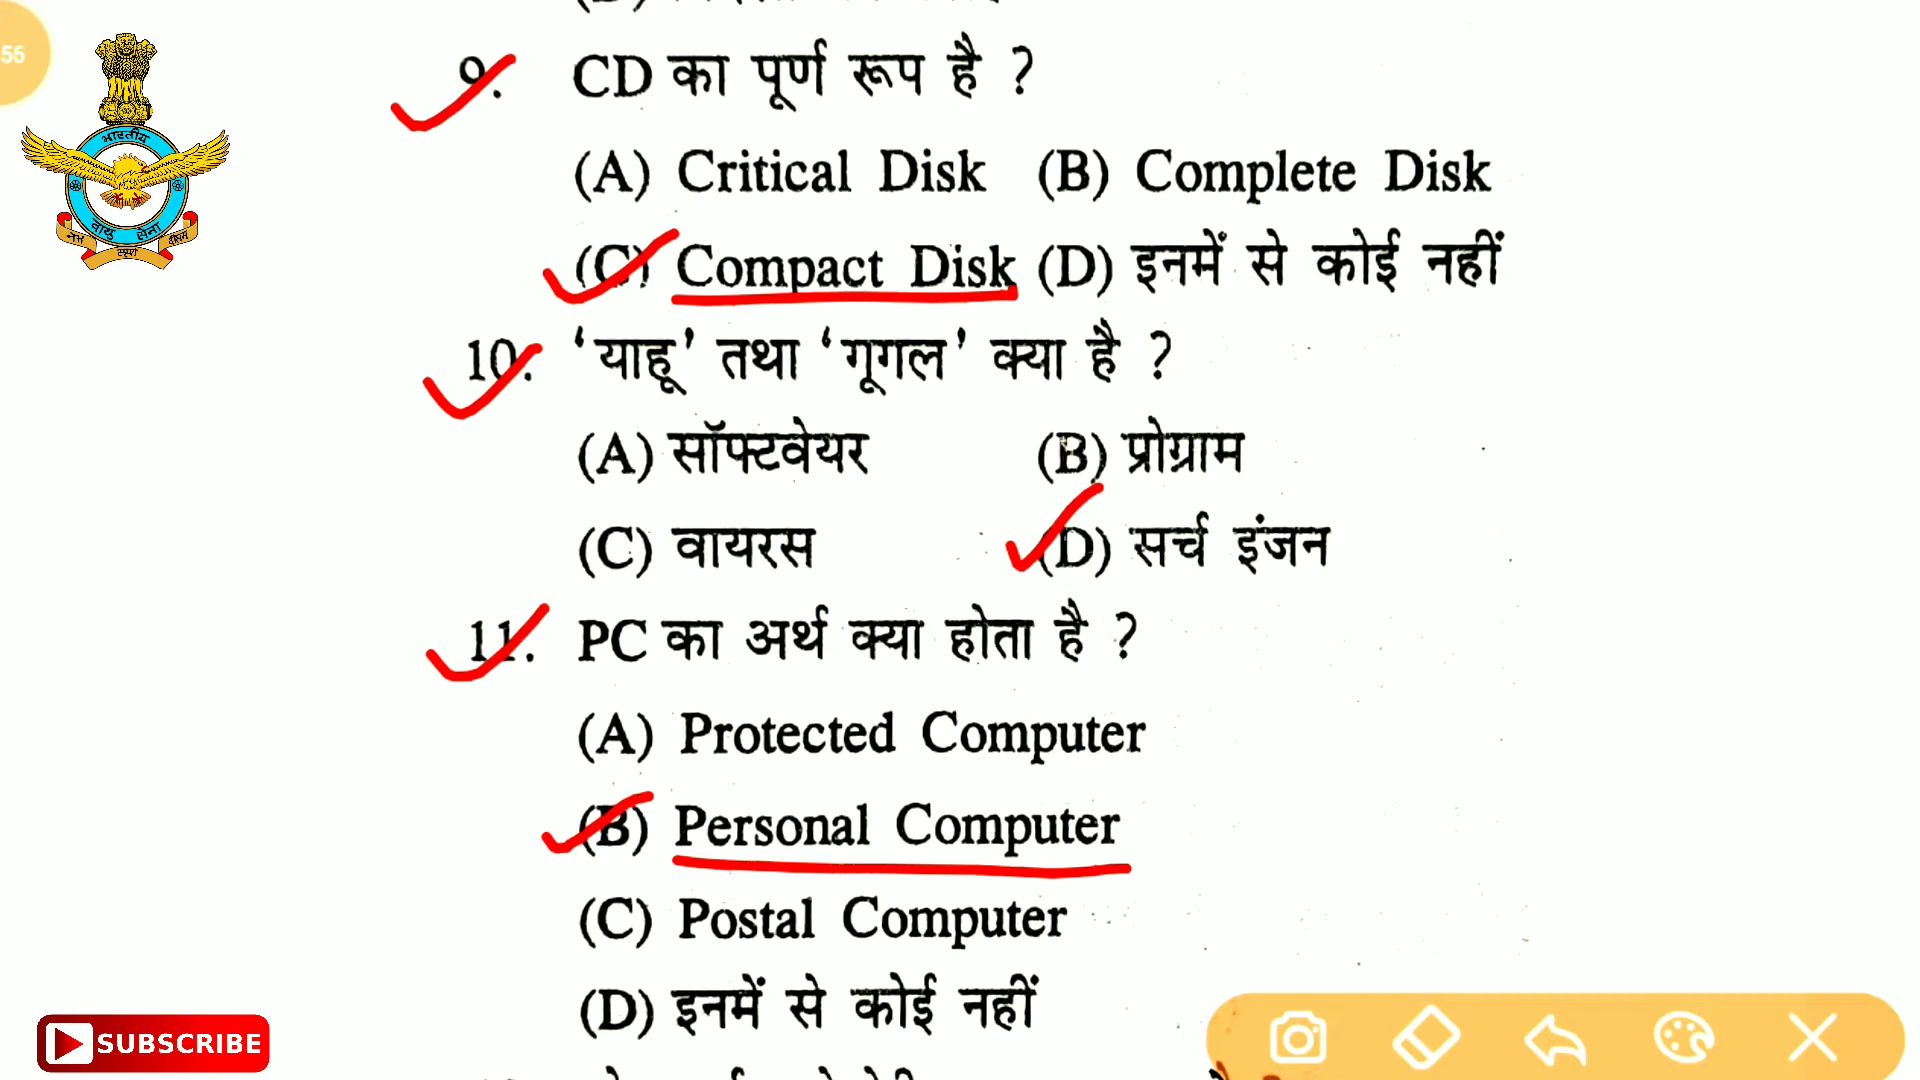 56
9. CD का पूर्ण रूप है ?
(A) Critical Disk (B) Complete Disk
(C) Compact Disk (D) इनमें से कोई नहीं
10. ‘याहू’ तथा ‘गूगल’ क्या है ?
(A) सॉफ्टवेयर (B) प्रोग्राम
(C) वायरस (D) सर्च इंजन
11. PC का अर्थ क्या होता है ?
(A) Protected Computer
(B) Personal Computer
(C) Postal Computer
(D) इनमें से कोई नहीं
भारतीय
वायु सेना
SUBSCRIBE